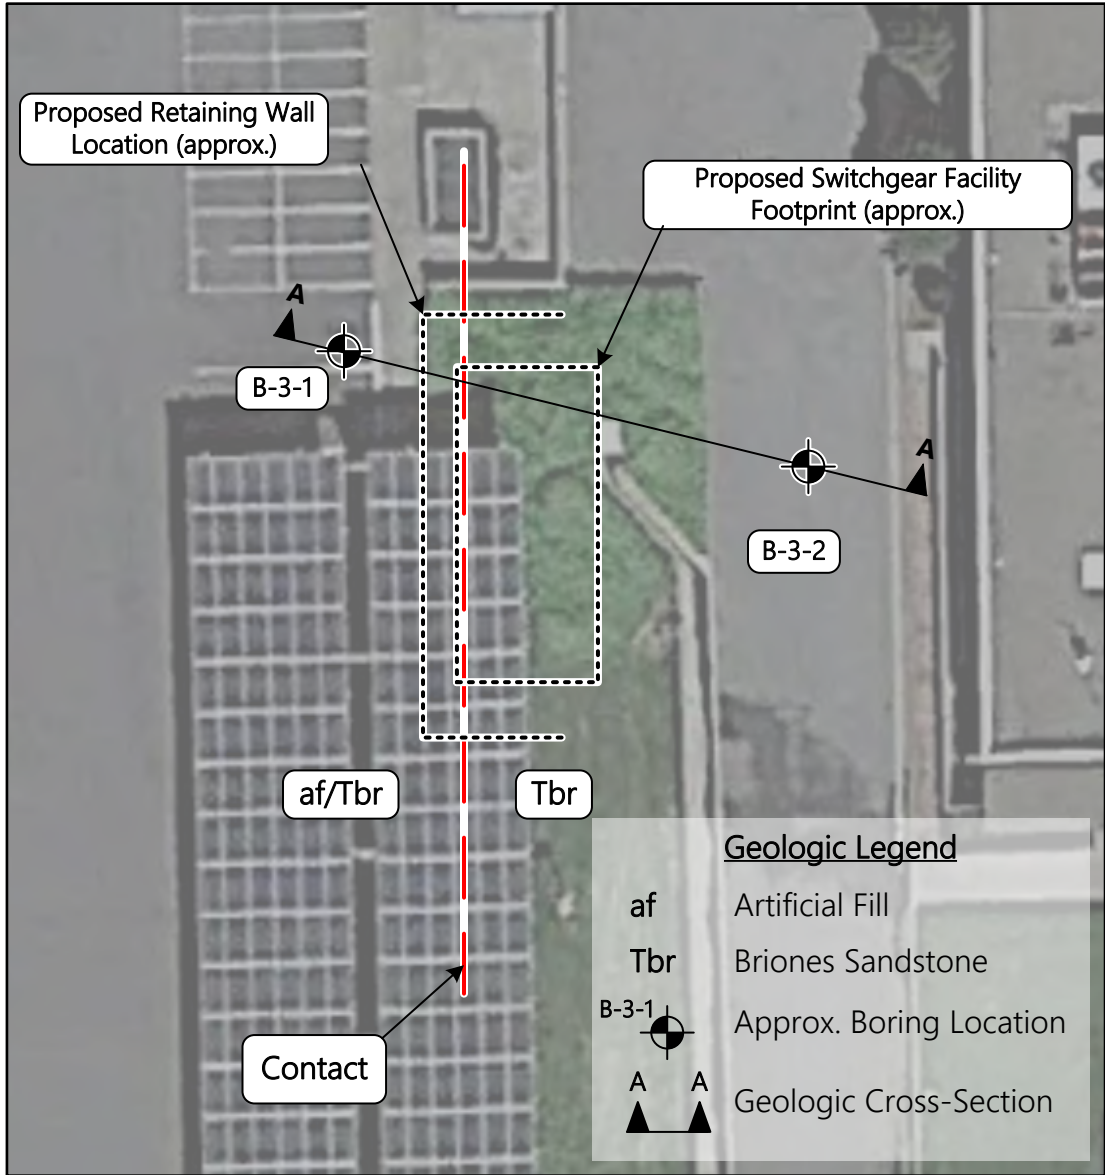 Proposed Retaining Wall
Location (approx.)
Proposed Switchgear Facility
Footprint (approx.)
A
B-3-1
A
B-3-2
af/Tbr
Tbr
Contact
Geologic Legend
af Artificial Fill
Tbr Briones Sandstone
B-3-1 Approx. Boring Location
A A Geologic Cross-Section